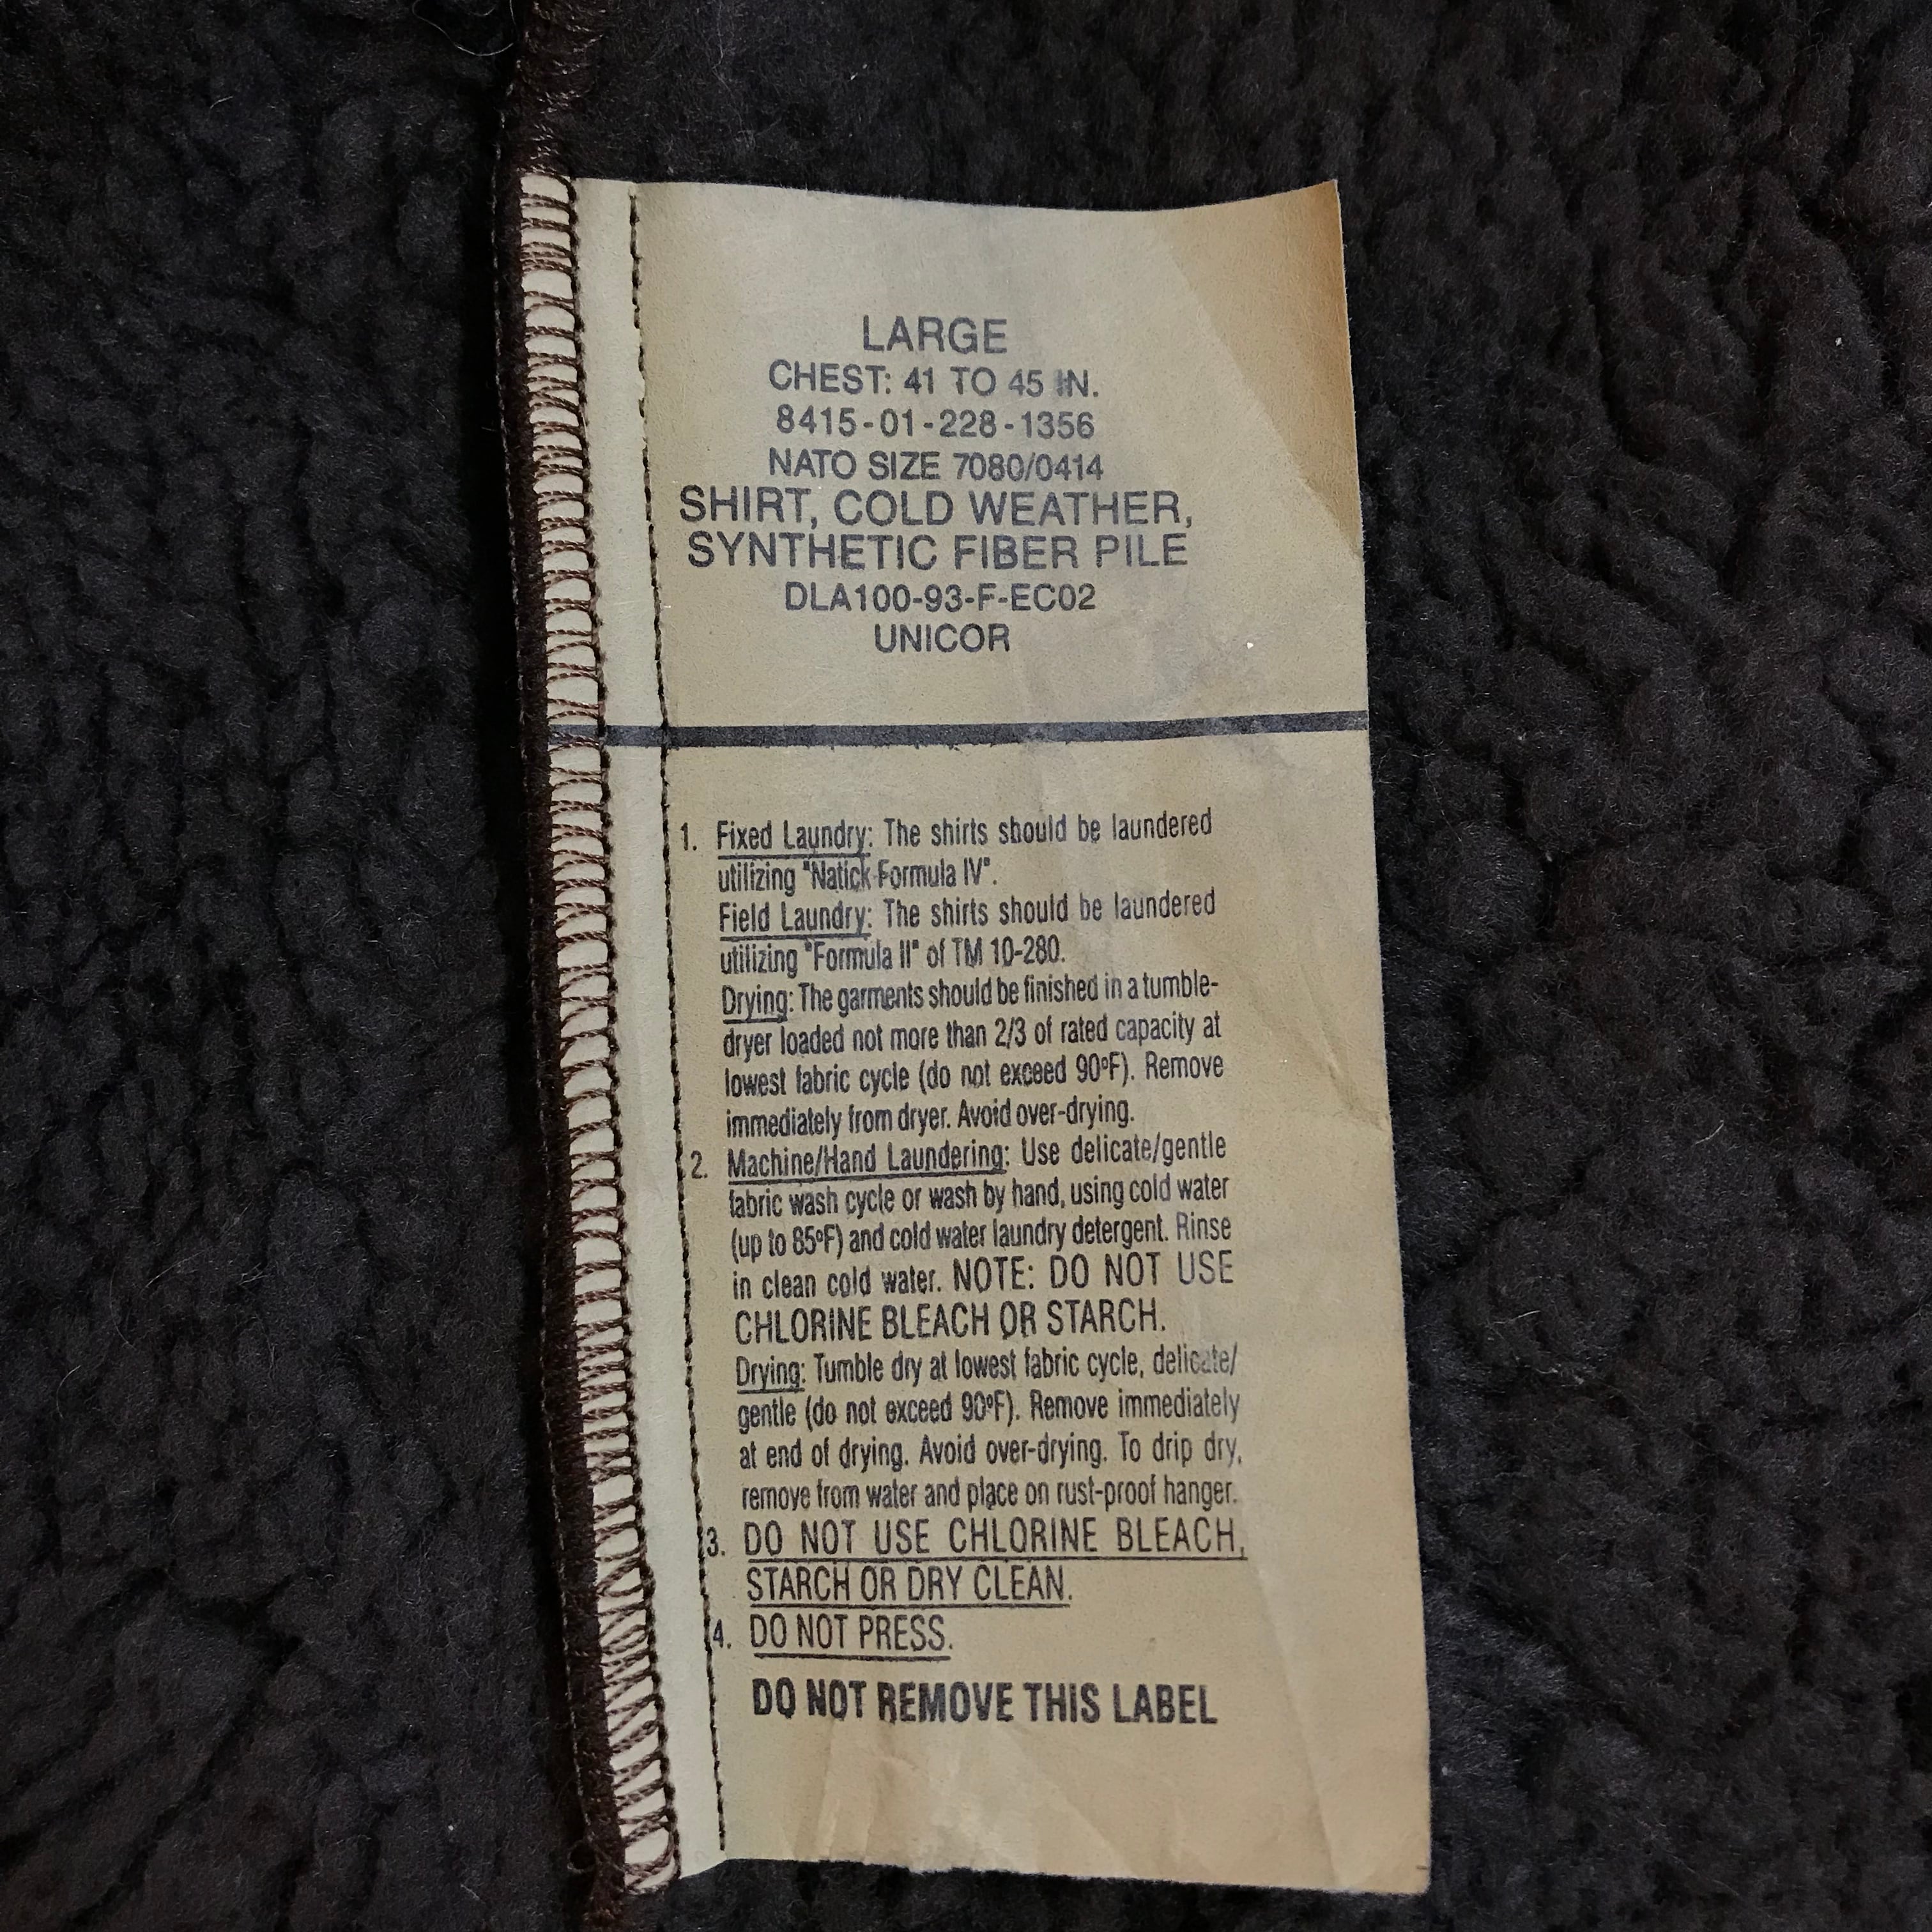 LARGE
CHEST: 41 TO 45 IN.
8415-01-228-1356
NATO SIZE 7080/0414
SHIRT, COLD WEATHER,
SYNTHETIC FIBER PILE
DLA100-93-F-EC02
UNICOR
1. Fixed Laundry: The shirts should be laundered
utilizing "Natick Formula IV".
Field Laundry: The shirts should be laundered
utilizing "Formula II" of TM 10-280.
Drying: The garments should be finished in a tumble-
dryer loaded not more than 2/3 of rated capacity at
lowest fabric cycle (do not exceed 90ºF). Remove
immediately from dryer. Avoid over-drying.
2. Machine/Hand Laundering: Use delicate/gentle
fabric wash cycle or wash by hand, using cold water
(up to 85ºF) and cold water laundry detergent. Rinse
in clean cold water. NOTE: DO NOT USE
CHLORINE BLEACH OR STARCH.
Drying: Tumble dry at lowest fabric cycle, delicate/
gentle (do not exceed 90ºF). Remove immediately
at end of drying. Avoid over-drying. To drip dry,
remove from water and place on rust-proof hanger.
3. DO NOT USE CHLORINE BLEACH,
STARCH OR DRY CLEAN.
4. DO NOT PRESS.
DO NOT REMOVE THIS LABEL